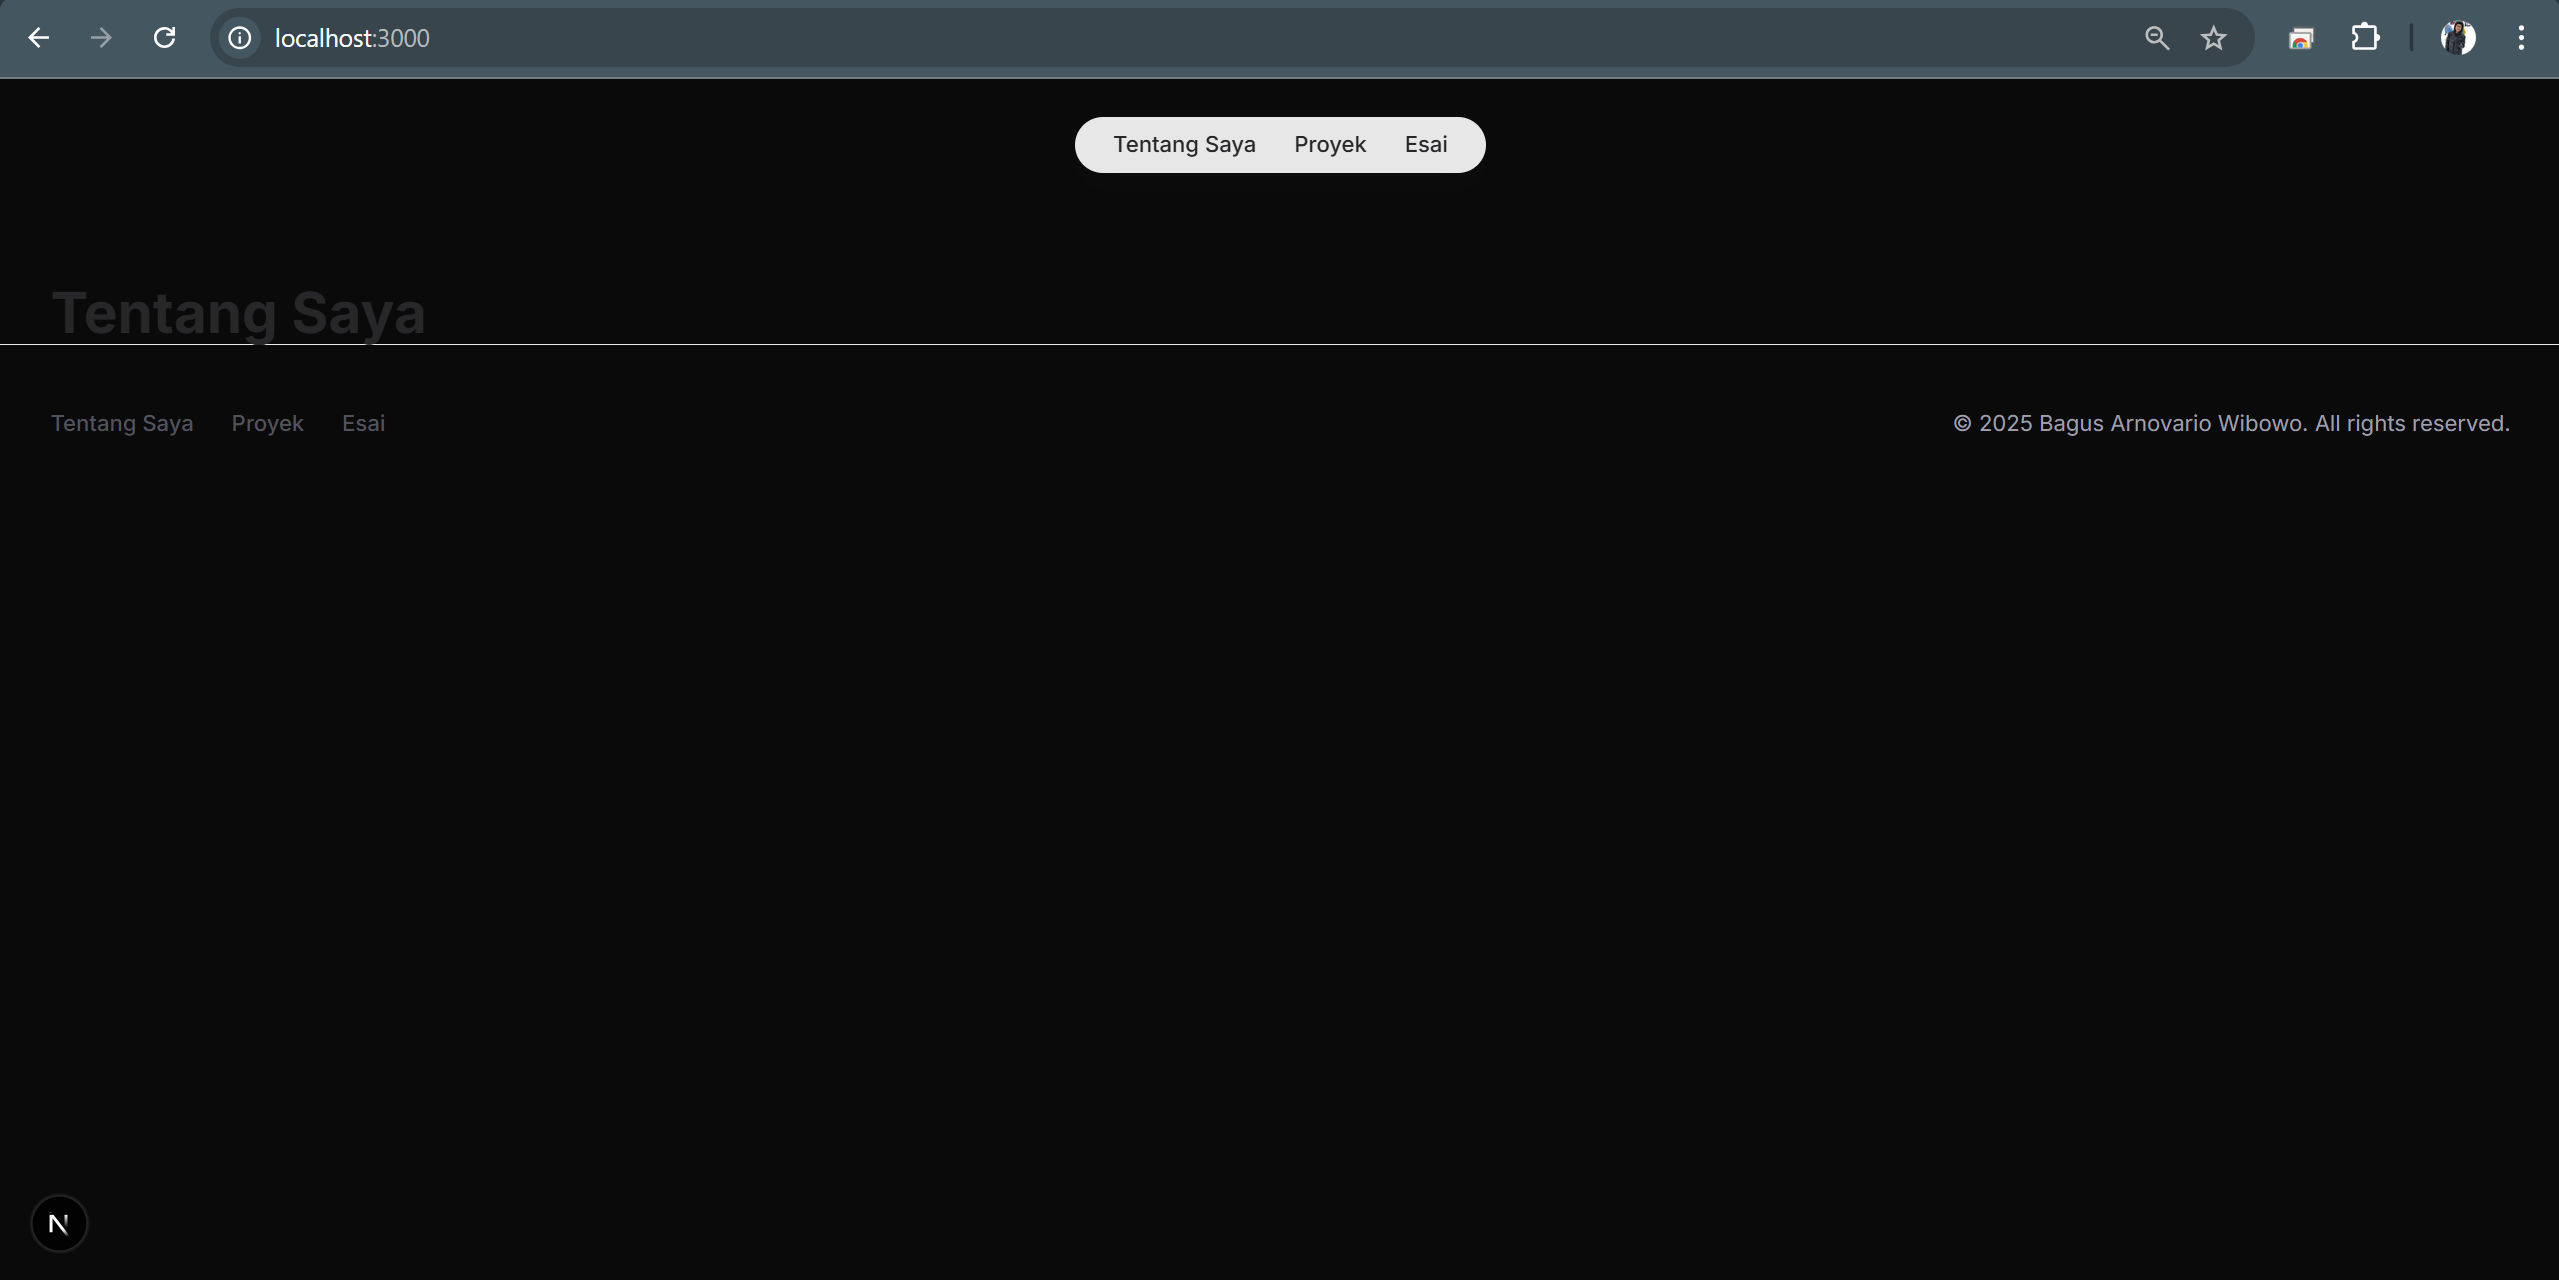 localhost:3000
Tentang Saya Proyek Esai
Tentang Saya
Tentang Saya Proyek Esai
© 2025 Bagus Arnovario Wibowo. All rights reserved.
N